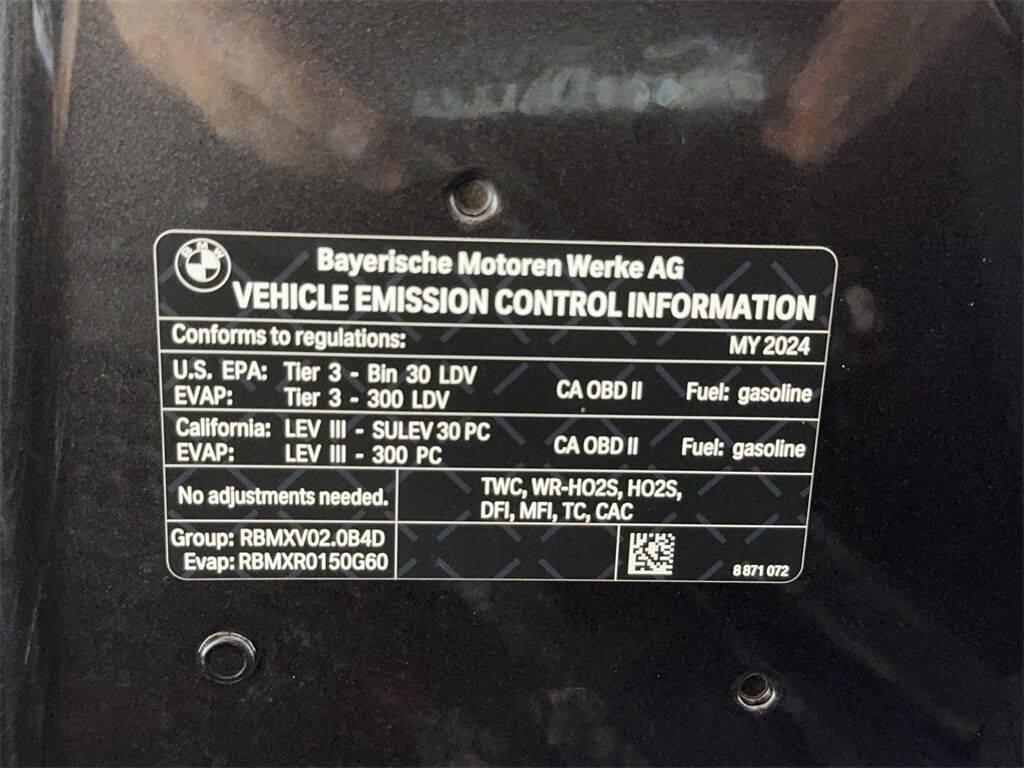 BMW
Bayerische Motoren Werke AG
VEHICLE EMISSION CONTROL INFORMATION
Conforms to regulations: MY 2024
U.S. EPA: Tier 3 - Bin 30 LDV
EVAP: Tier 3 - 300 LDV
CA OBD II Fuel: gasoline
California: LEV III - SULEV 30 PC
EVAP: LEV III - 300 PC
CA OBD II Fuel: gasoline
No adjustments needed.
TWC, WR-HO2S, HO2S,
DFI, MFI, TC, CAC
Group: RBMXV02.0B4D
Evap: RBMXR0150G60
8 871 072